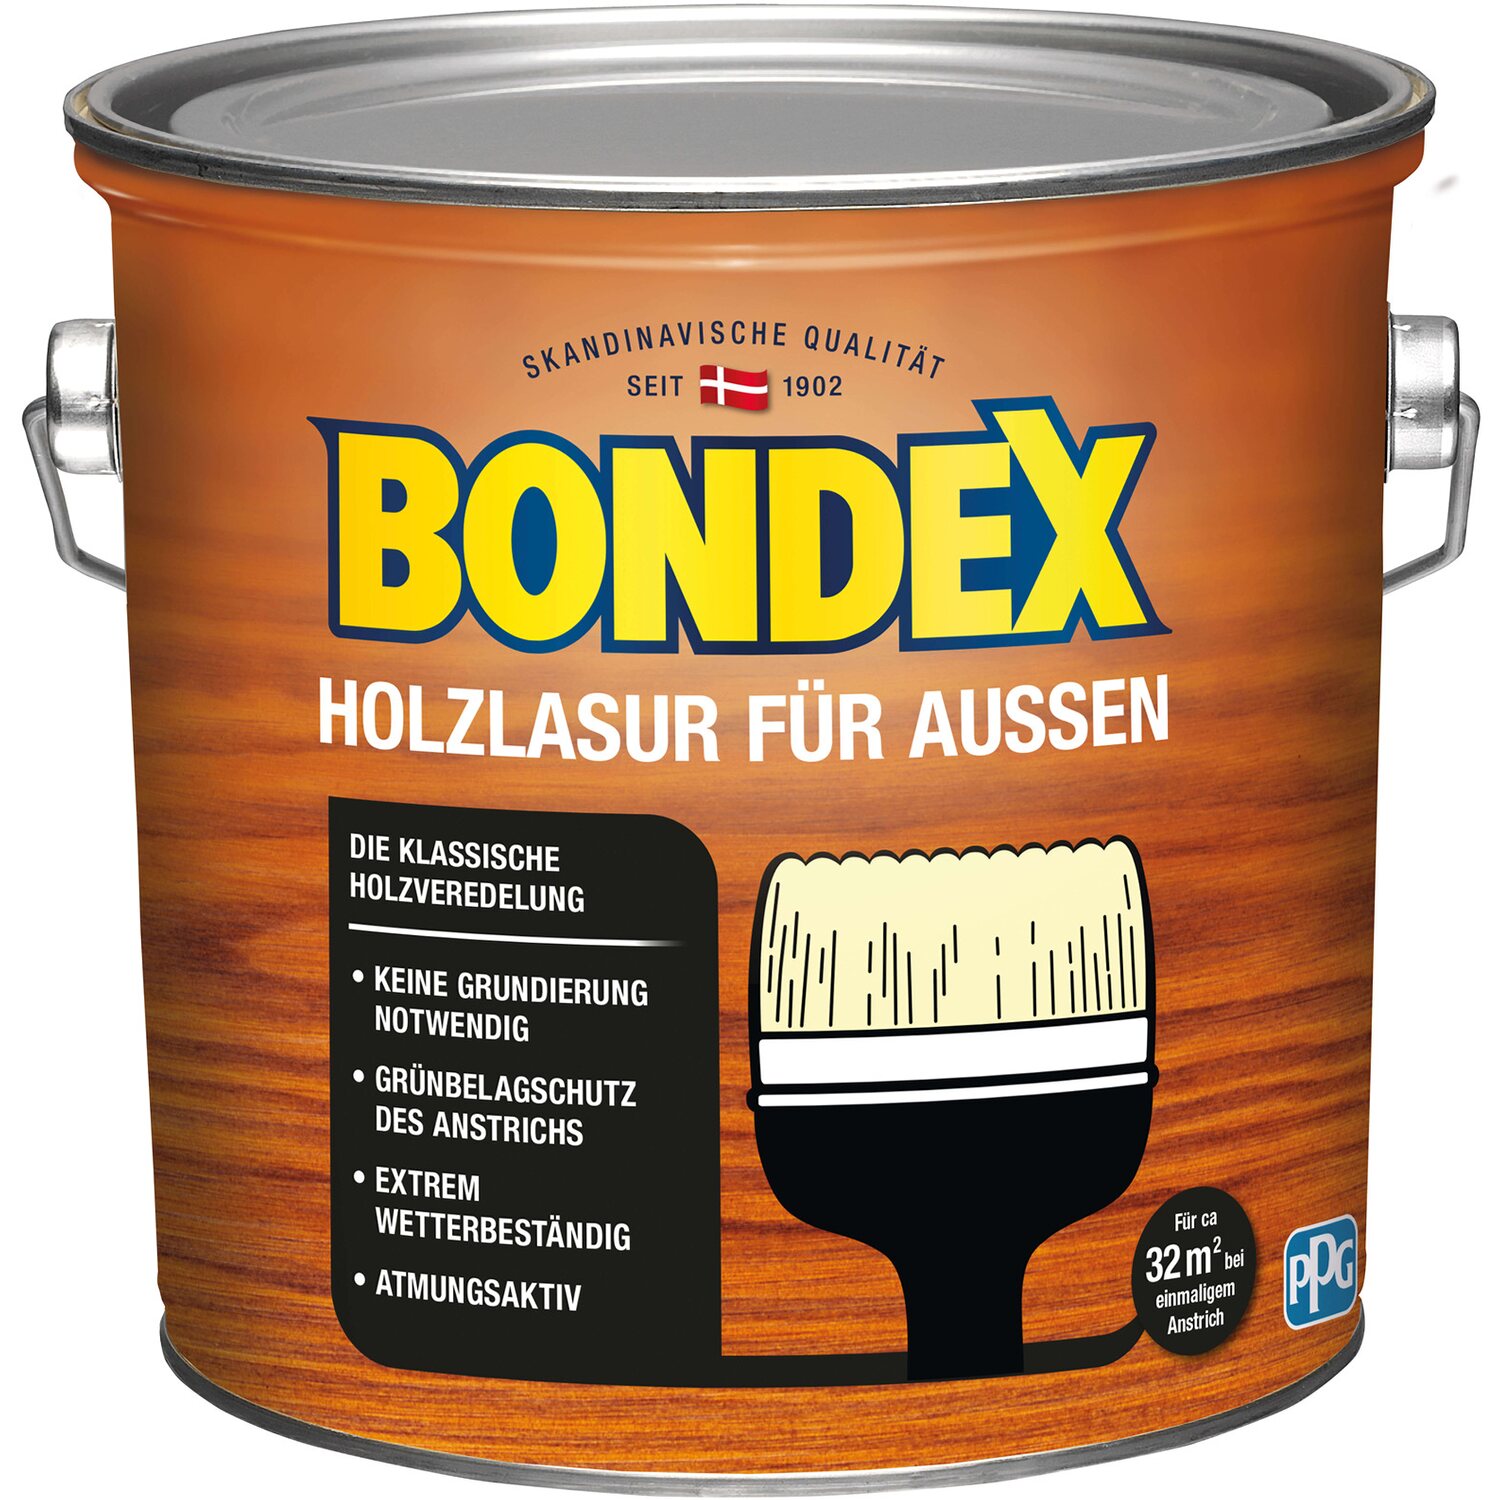 SKANDINAVISCHE QUALITÄT
SEIT 1902
BONDEX
HOLZLASUR FÜR AUSSEN
DIE KLASSISCHE
HOLZVEREDELUNG
• KEINE GRUNDIERUNG
NOTWENDIG
• GRÜNBELAGSCHUTZ
DES ANSTRICHS
• EXTREM
WETTERBESTÄNDIG
• ATMUNGSAKTIV
Für ca
32 m² bei
einmaligem
Anstrich
PPG